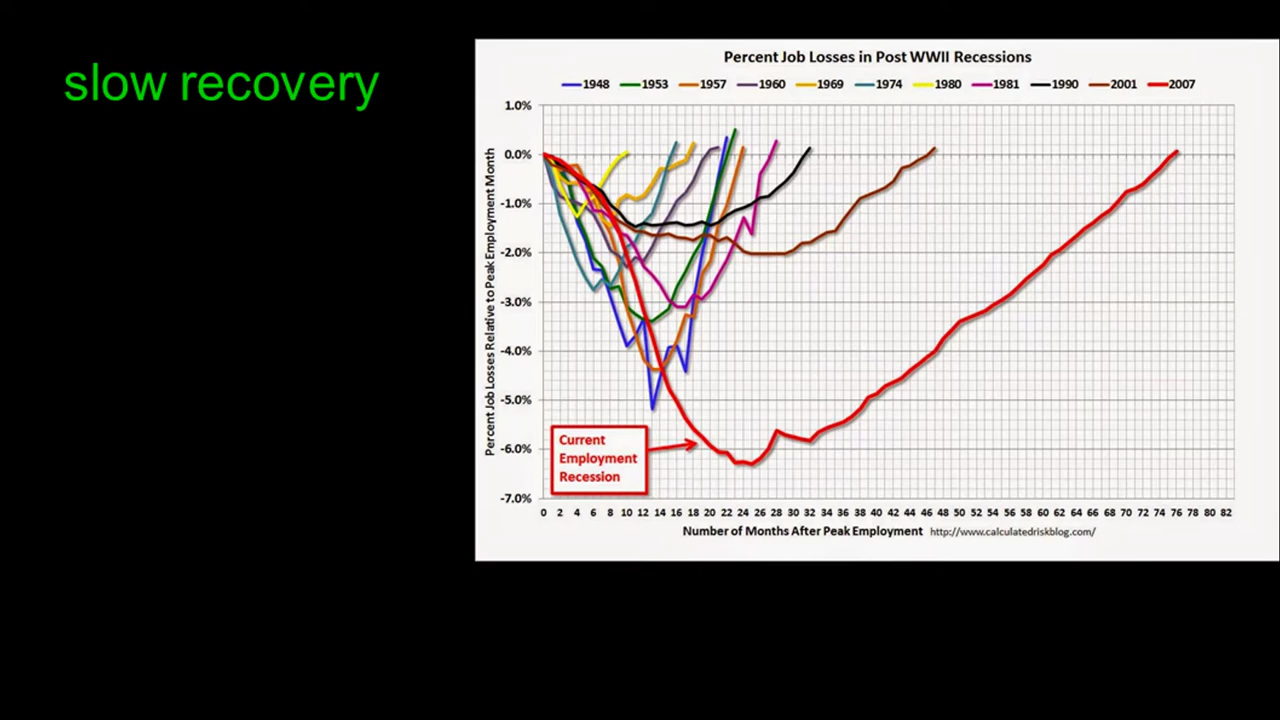 slow recovery
Percent Job Losses in Post WWII Recessions
1948 1953 1957 1960 1969 1974 1980 1981 1990 2001 2007
Percent Job Losses Relative to Peak Employment Month
1.0%
0.0%
-1.0%
-2.0%
-3.0%
-4.0%
-5.0%
-6.0%
-7.0%
Current
Employment
Recession
0 2 4 6 8 10 12 14 16 18 20 22 24 26 28 30 32 34 36 38 40 42 44 46 48 50 52 54 56 58 60 62 64 66 68 70 72 74 76 78 80 82
Number of Months After Peak Employment http://www.calculatedriskblog.com/